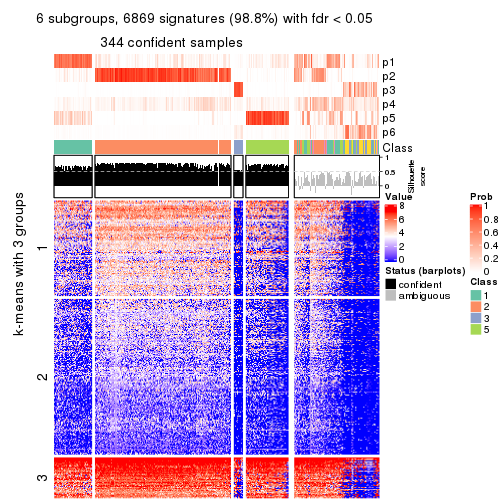 6 subgroups, 6869 signatures (98.8%) with fdr < 0.05
344 confident samples
p1
p2
p3
p4
p5
p6
Class
1
0.5
0
Silhouette
score
k-means with 3 groups
1
2
3
Value
8
6
4
2
0
Status (barplots)
confident
ambiguous
Prob
1
0.8
0.6
0.4
0.2
0
Class
1
2
3
5